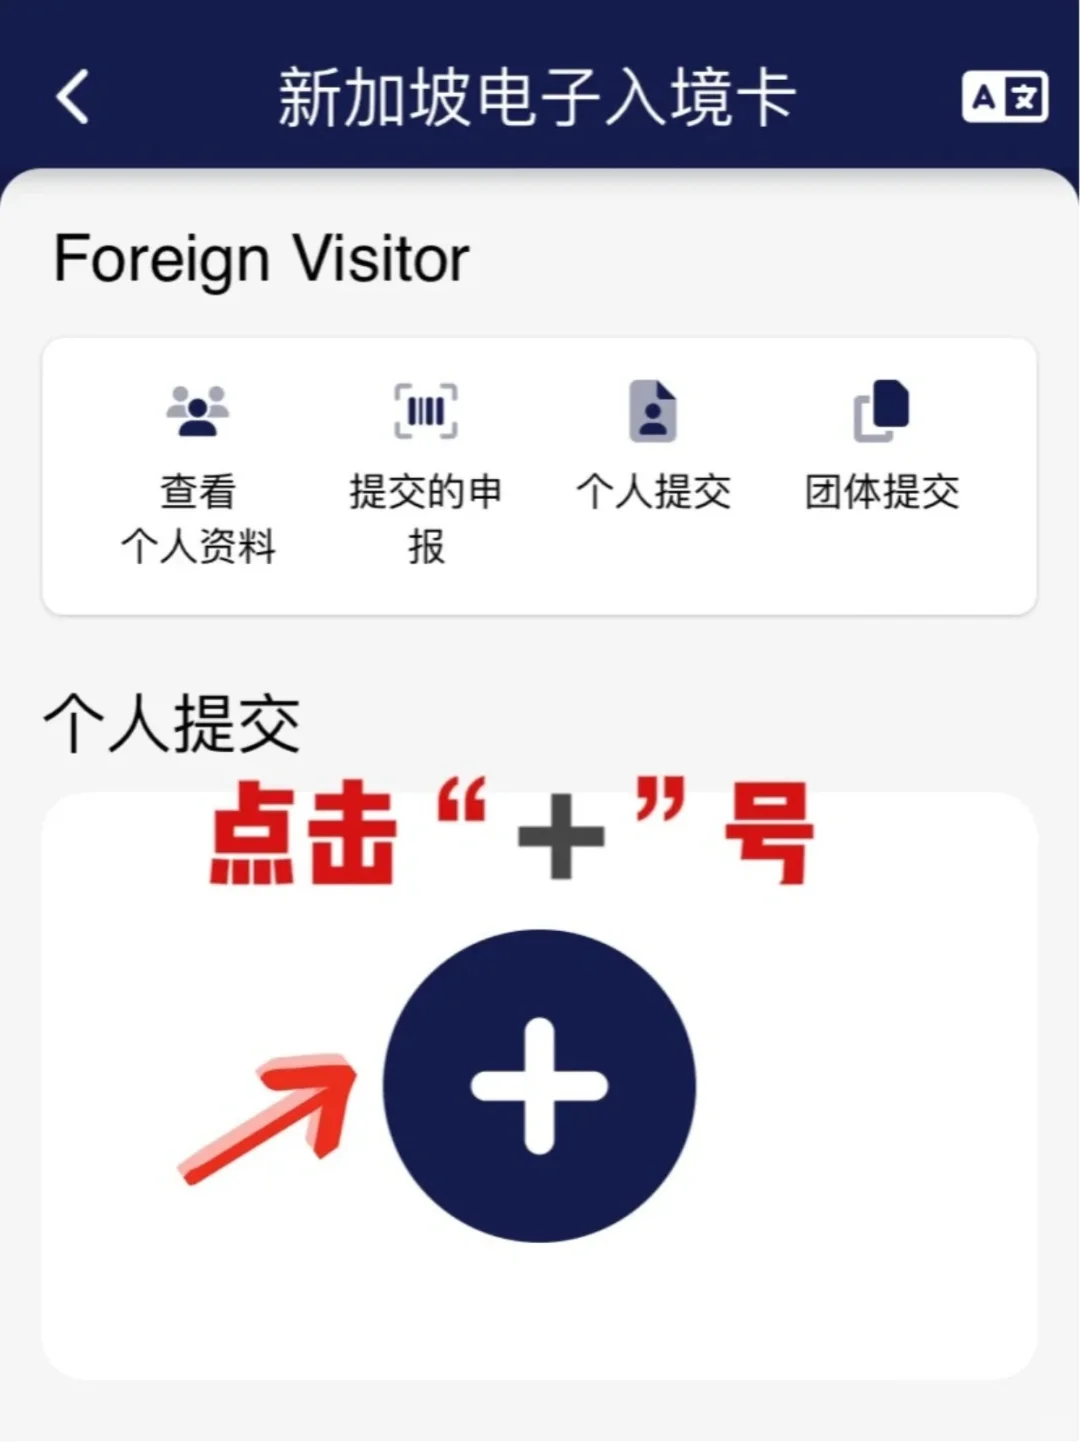 新加坡电子入境卡
A文
Foreign Visitor
查看
个人资料
提交的申
报
个人提交
团体提交
个人提交
点击“+”号